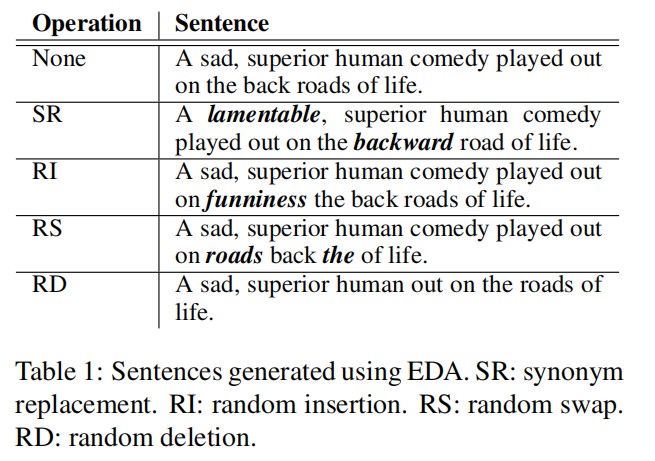 Operation Sentence
None A sad, superior human comedy played out
on the back roads of life.
SR A lamentable, superior human comedy
played out on the backward road of life.
RI A sad, superior human comedy played out
on funniness the back roads of life.
RS A sad, superior human comedy played out
on roads back the of life.
RD A sad, superior human out on the roads of
life.
Table 1: Sentences generated using EDA. SR: synonym
replacement. RI: random insertion. RS: random swap.
RD: random deletion.